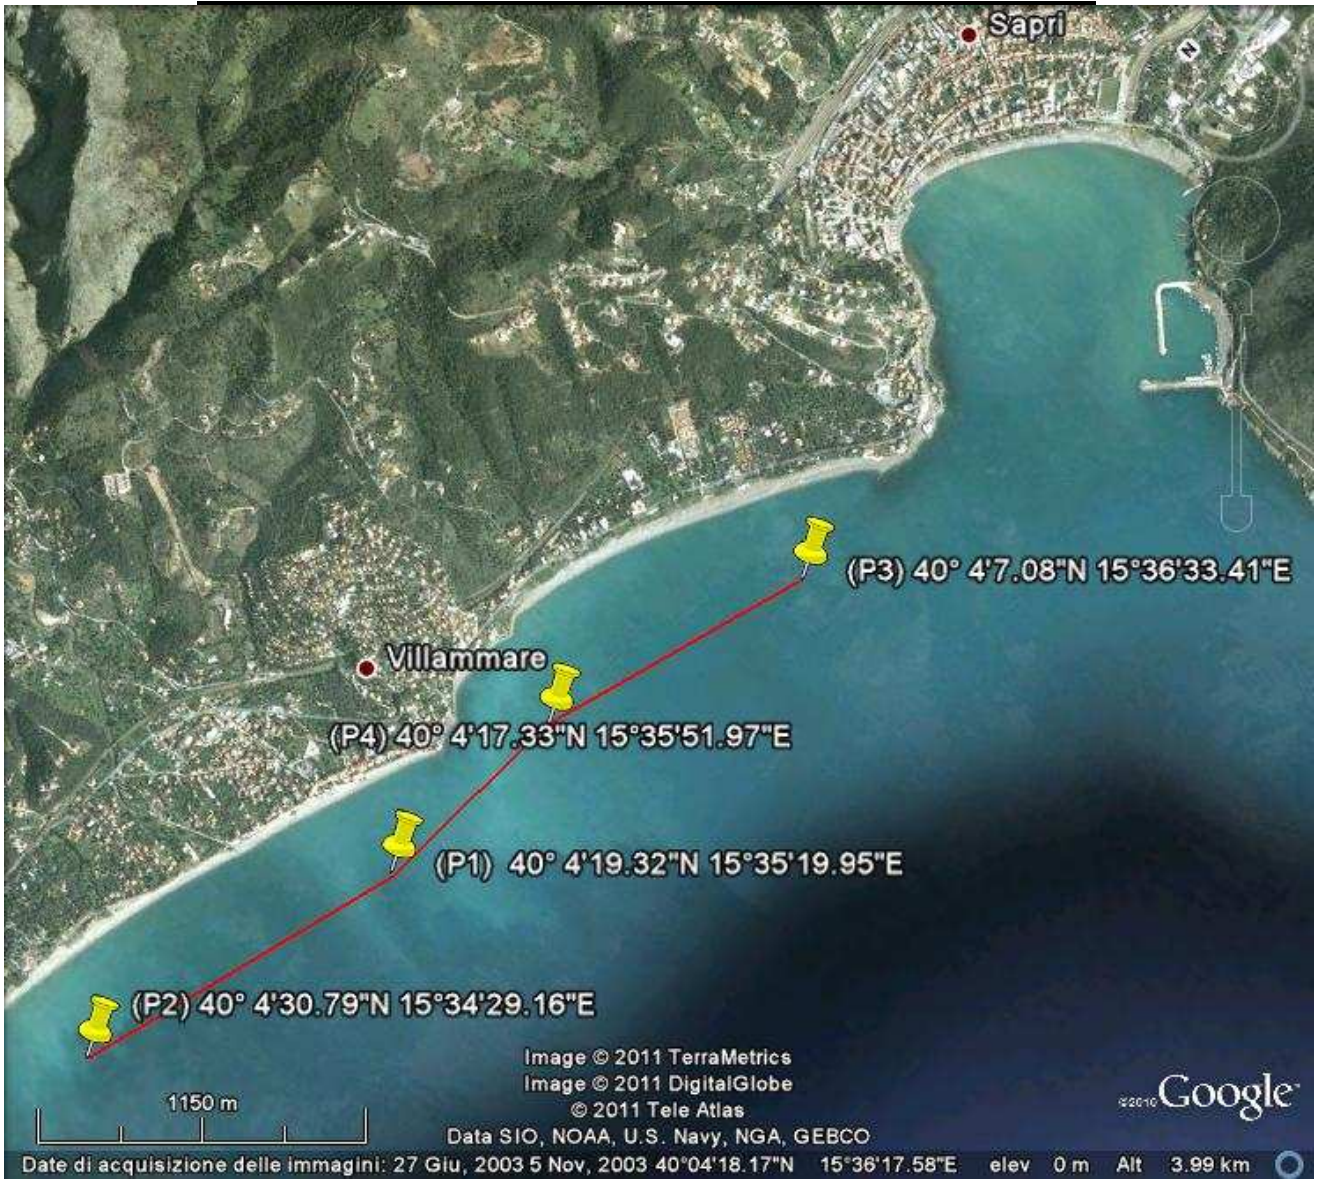 Sapri
N
(P3) 40° 4'7.08"N 15°36'33.41"E
Villammare
(P4) 40° 4'17.33"N 15°35'51.97"E
(P1) 40° 4'19.32"N 15°35'19.95"E
(P2) 40° 4'30.79"N 15°34'29.16"E
Image © 2011 TerraMetrics
Image © 2011 DigitalGlobe
© 2011 Tele Atlas
Data SIO, NOAA, U.S. Navy, NGA, GEBCO
1150 m
©2010 Google
Date di acquisizione delle immagini: 27 Giu, 2003 5 Nov, 2003 40°04'18.17"N 15°36'17.58"E elev 0 m Alt 3.99 km